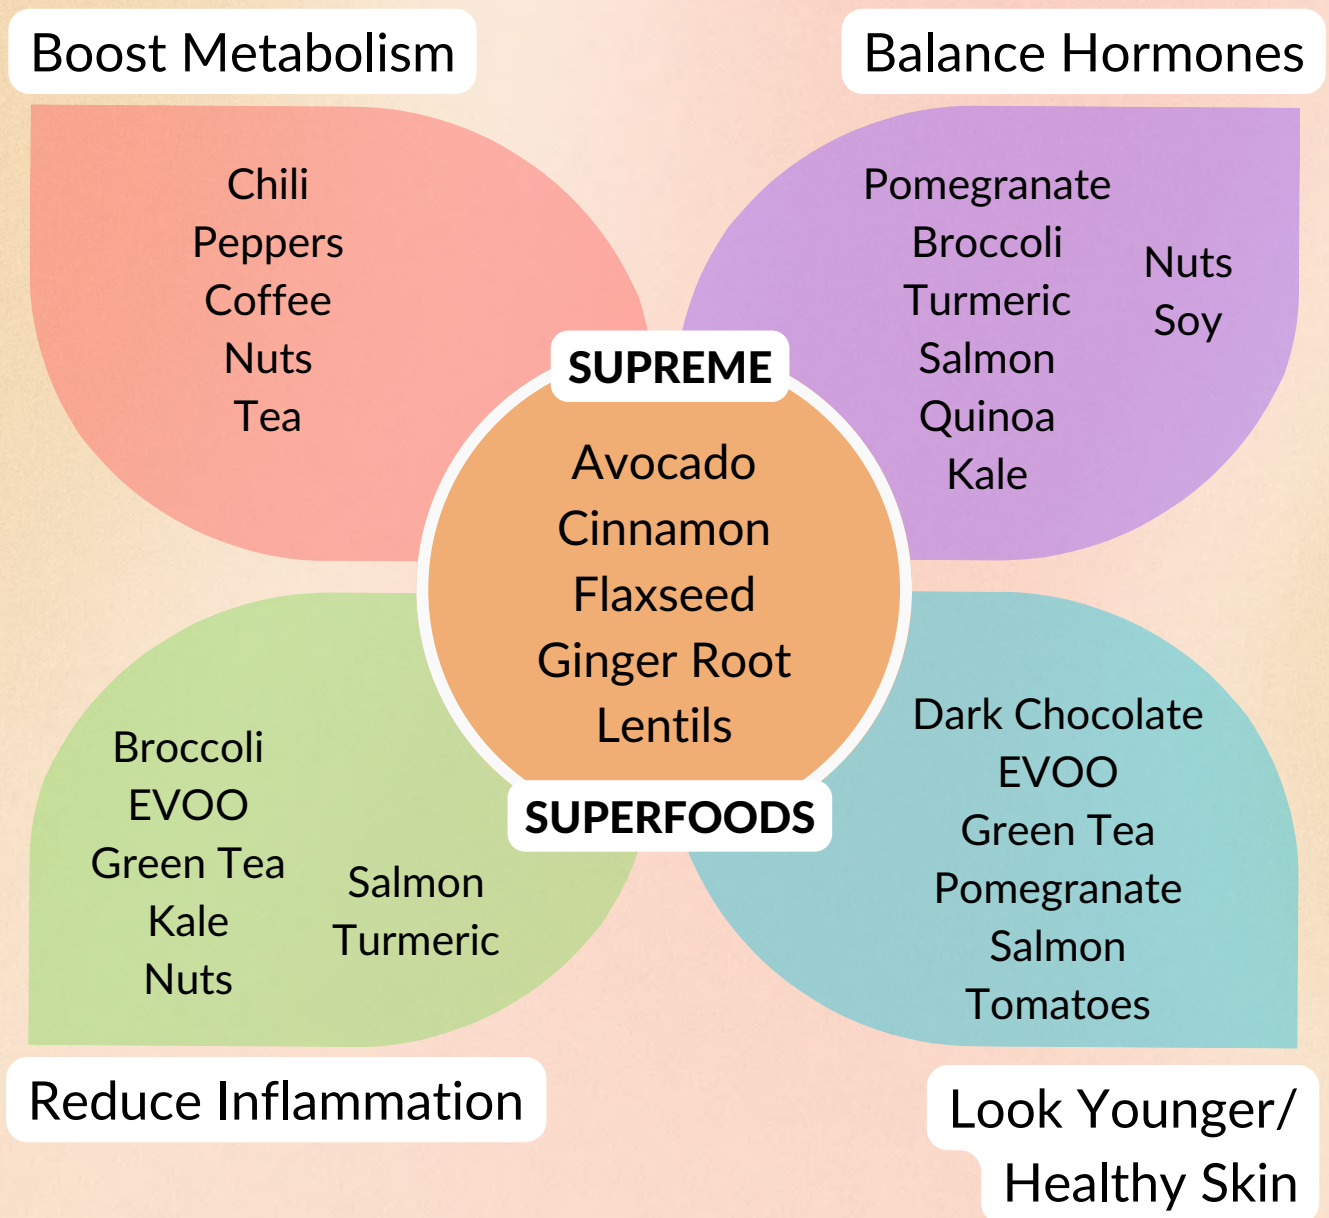 Boost Metabolism
Chili
Peppers
Coffee
Nuts
Tea
Balance Hormones
Pomegranate
Broccoli
Turmeric
Salmon
Quinoa
Kale
Nuts
Soy
SUPREME
Avocado
Cinnamon
Flaxseed
Ginger Root
Lentils
SUPERFOODS
Broccoli
EVOO
Green Tea
Kale
Nuts
Salmon
Turmeric
Reduce Inflammation
Dark Chocolate
EVOO
Green Tea
Pomegranate
Salmon
Tomatoes
Look Younger/
Healthy Skin